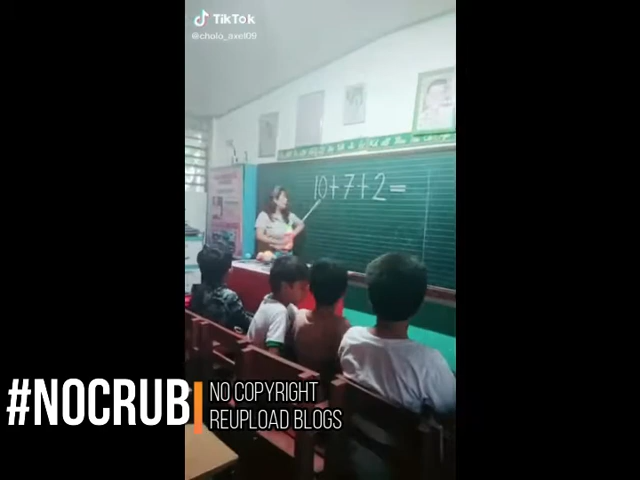 TikTok
@cholo_axel09
10+7+2=
#NOCRUB
NO COPYRIGHT
REUPLOAD BLOGS